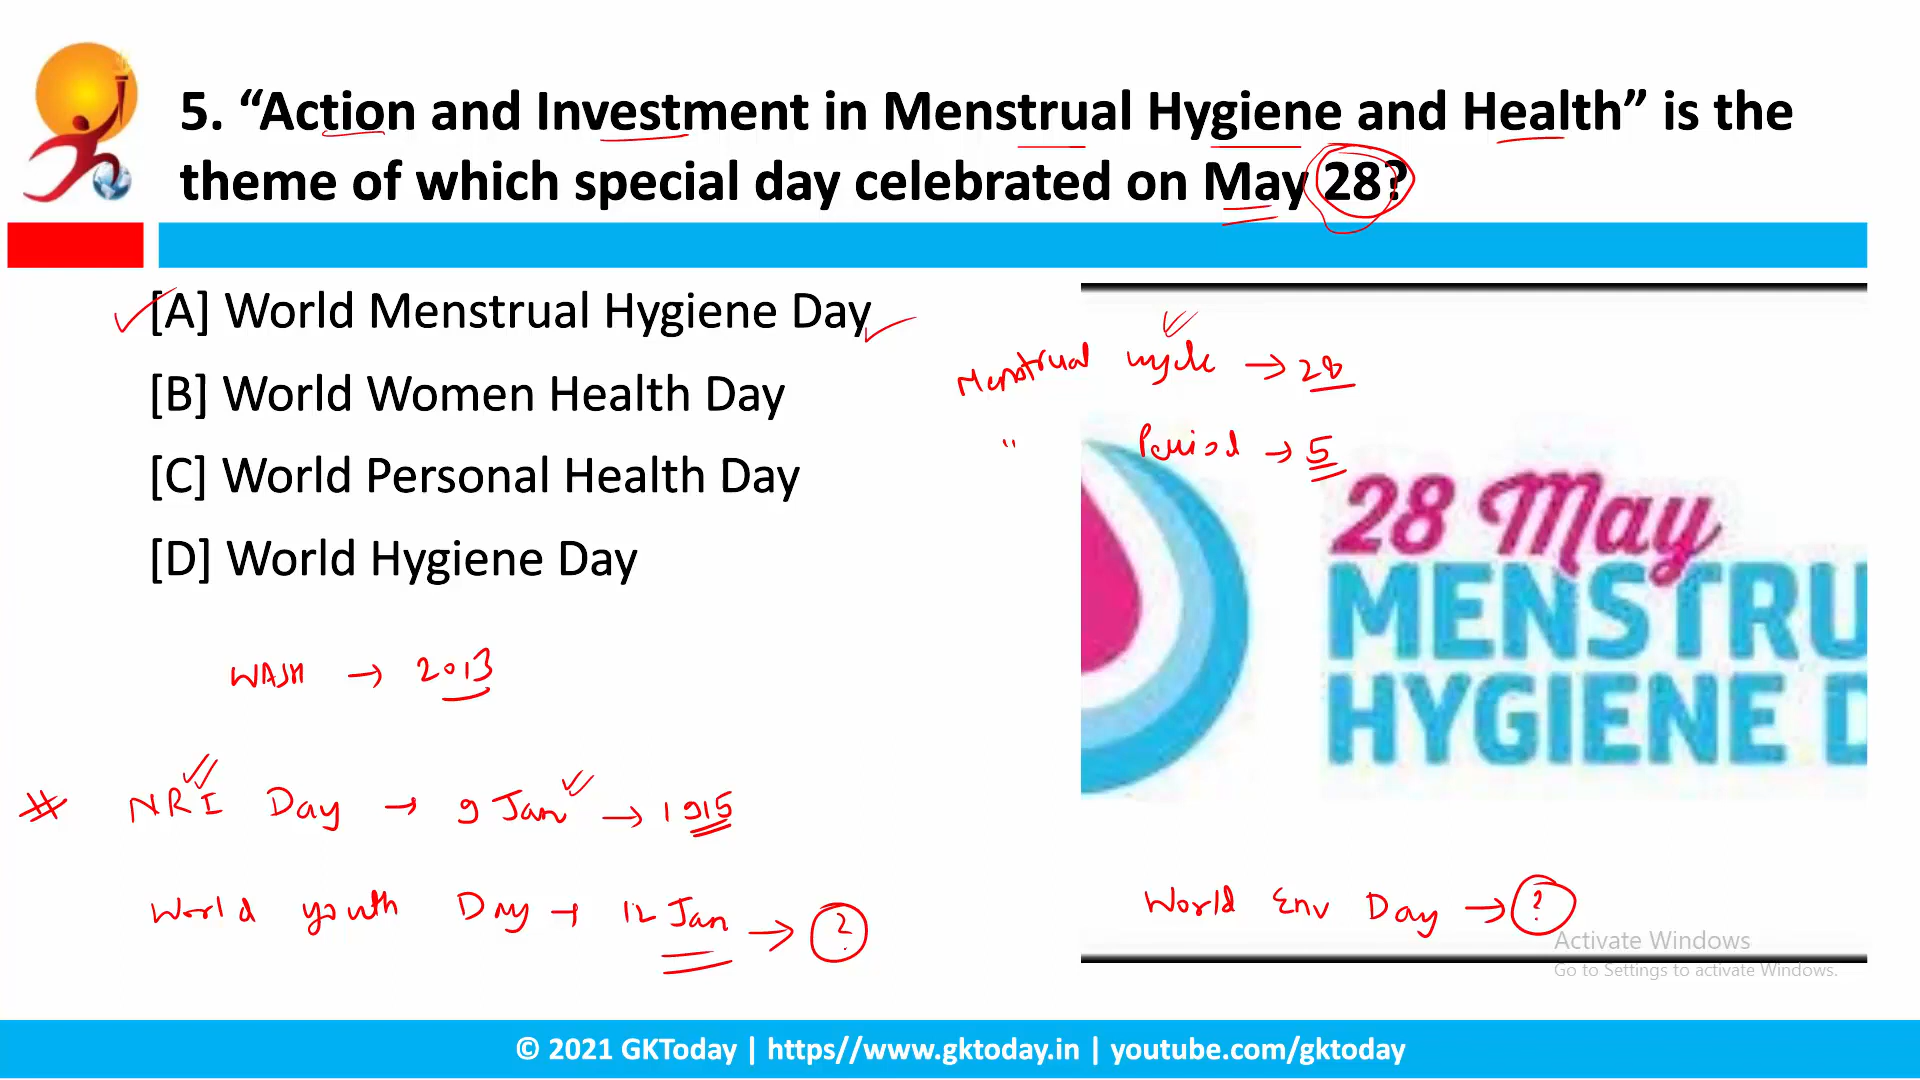 5. “Action and Investment in Menstrual Hygiene and Health” is the
theme of which special day celebrated on May 28?
[A] World Menstrual Hygiene Day
[B] World Women Health Day
[C] World Personal Health Day
[D] World Hygiene Day
Menstrual cycle → 28
" Period → 5
28 May
MENSTRU
HYGIENE D
WASH → 2013
# NRI Day → 9 Jan → 1915
World youth Day → 12 Jan → ?
World Env Day → ?
Activate Windows
Go to Settings to activate Windows.
© 2021 GKToday | https//www.gktoday.in | youtube.com/gktoday